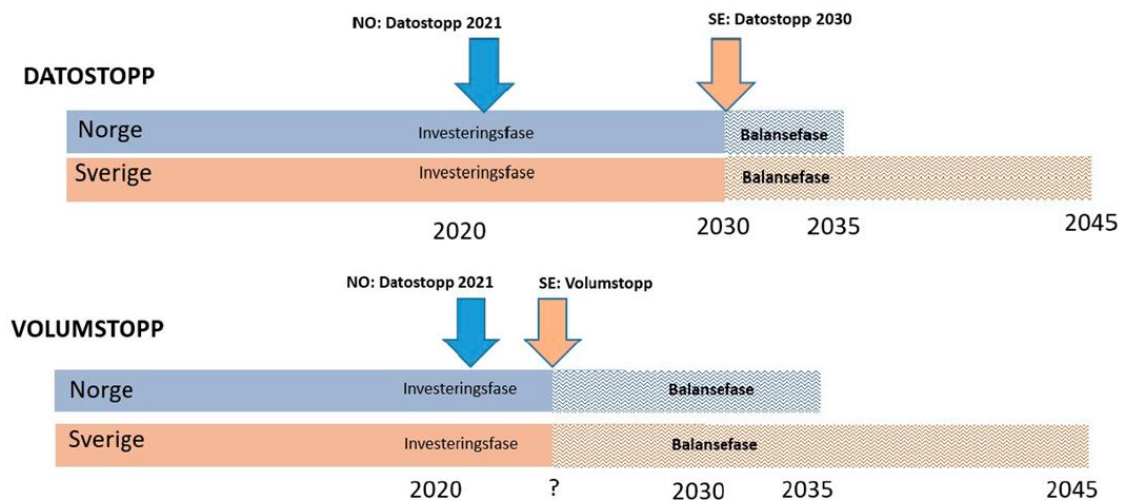 NO: Datostopp 2021 SE: Datostopp 2030
DATOSTOPP
Norge Investeringsfase Balansefase
Sverige Investeringsfase Balansefase
2020 2030 2035 2045
NO: Datostopp 2021 SE: Volumstopp
VOLUMSTOPP
Norge Investeringsfase Balansefase
Sverige Investeringsfase Balansefase
2020 ? 2030 2035 2045